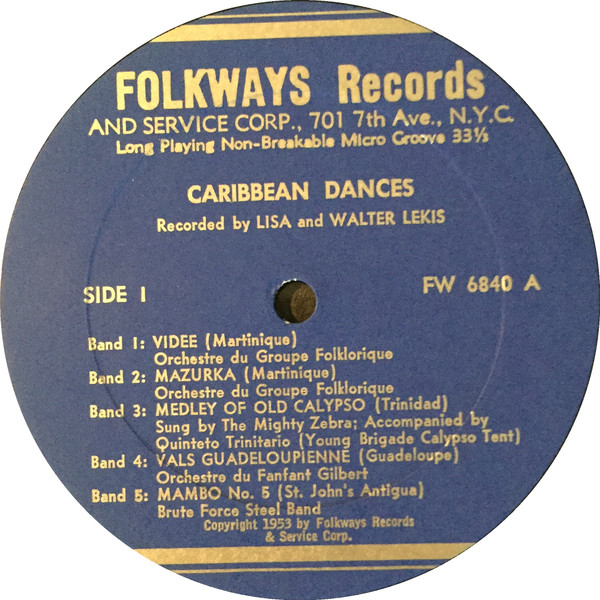 FOLKWAYS Records
AND SERVICE CORP., 701 7th Ave., N.Y.C.
Long Playing Non-Breakable Micro Groove 33⅓
CARIBBEAN DANCES
Recorded by LISA and WALTER LEKIS
SIDE I
FW 6840 A
Band 1: VIDEE (Martinique)
Orchestre du Groupe Folklorique
Band 2: MAZURKA (Martinique)
Orchestre du Groupe Folklorique
Band 3: MEDLEY OF OLD CALYPSO (Trinidad)
Sung by The Mighty Zebra; Accompanied by
Quinteto Trinitario (Young Brigade Calypso Tent)
Band 4: VALS GUADELOUPIENNE (Guadeloupe)
Orchestre du Fanfant Gilbert
Band 5: MAMBO No. 5 (St. John's Antigua)
Brute Force Steel Band
Copyright 1953 by Folkways Records
& Service Corp.